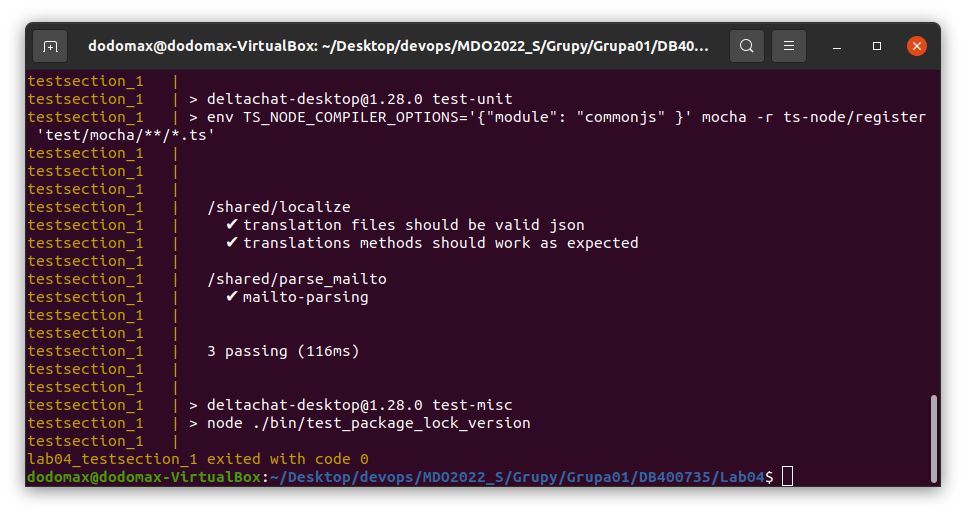 dodomax@dodomax-VirtualBox: ~/Desktop/devops/MDO2022_S/Grupy/Grupa01/DB400...
testsection_1   |
testsection_1   | > deltachat-desktop@1.28.0 test-unit
testsection_1   | > env TS_NODE_COMPILER_OPTIONS='{"module": "commonjs" }' mocha -r ts-node/register
 'test/mocha/**/*.ts'
testsection_1   |
testsection_1   |
testsection_1   |
testsection_1   |   /shared/localize
testsection_1   |     ✔ translation files should be valid json
testsection_1   |     ✔ translations methods should work as expected
testsection_1   |
testsection_1   |   /shared/parse_mailto
testsection_1   |     ✔ mailto-parsing
testsection_1   |
testsection_1   |
testsection_1   |   3 passing (116ms)
testsection_1   |
testsection_1   |
testsection_1   | > deltachat-desktop@1.28.0 test-misc
testsection_1   | > node ./bin/test_package_lock_version
testsection_1   |
lab04_testsection_1 exited with code 0
dodomax@dodomax-VirtualBox:~/Desktop/devops/MDO2022_S/Grupy/Grupa01/DB400735/Lab04$